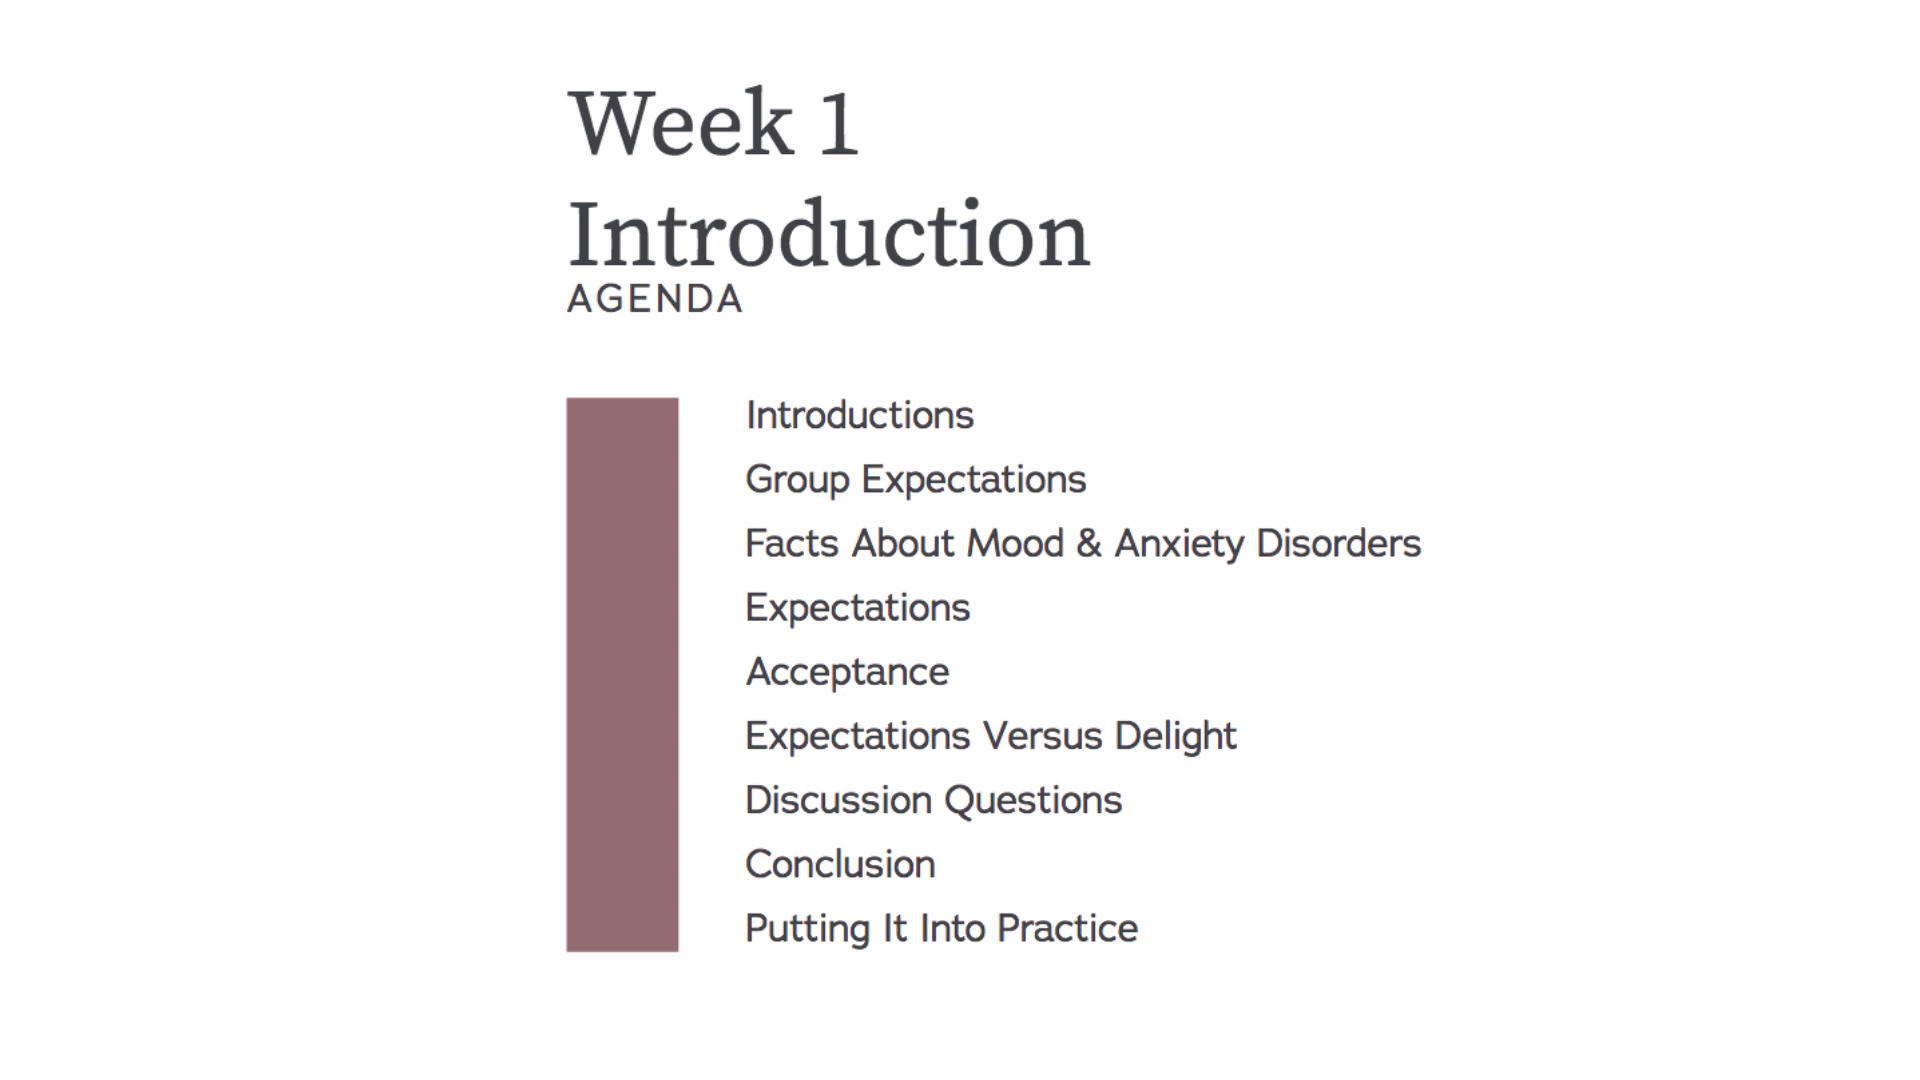 Week 1
Introduction
AGENDA
Introductions
Group Expectations
Facts About Mood & Anxiety Disorders
Expectations
Acceptance
Expectations Versus Delight
Discussion Questions
Conclusion
Putting It Into Practice